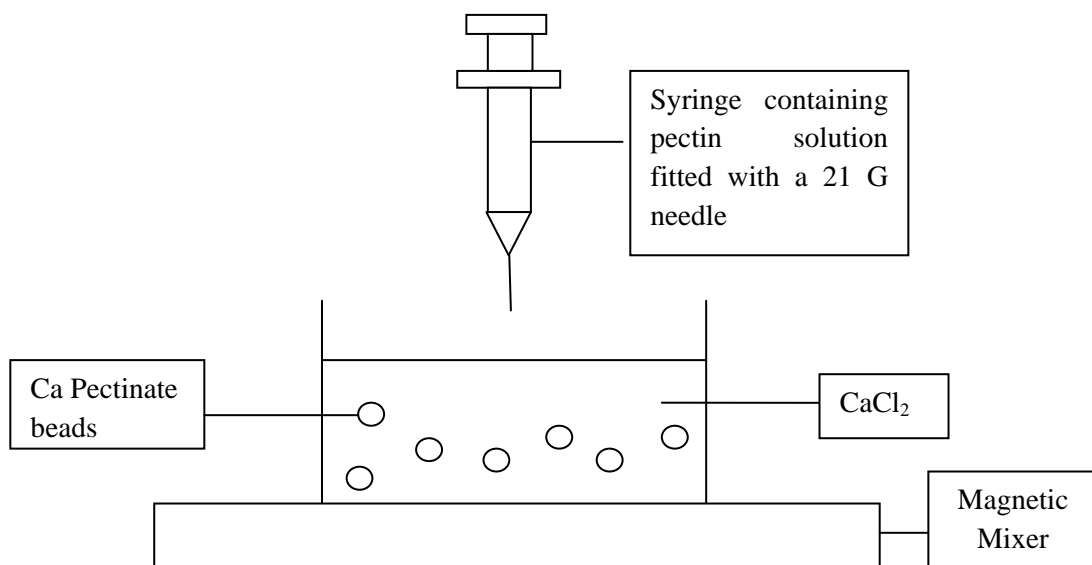 Syringe containing
pectin solution
fitted with a 21 G
needle
Ca Pectinate
beads
CaCl₂
Magnetic
Mixer